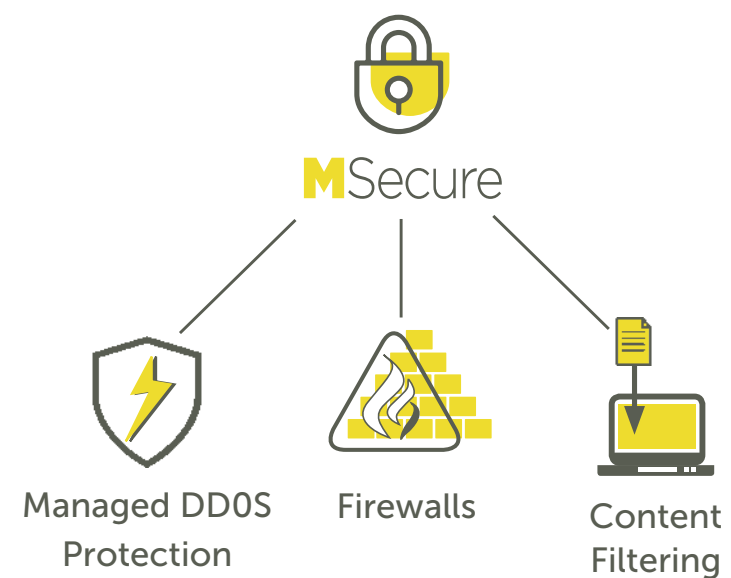 MSecure
Managed DD0S
Protection
Firewalls
Content
Filtering